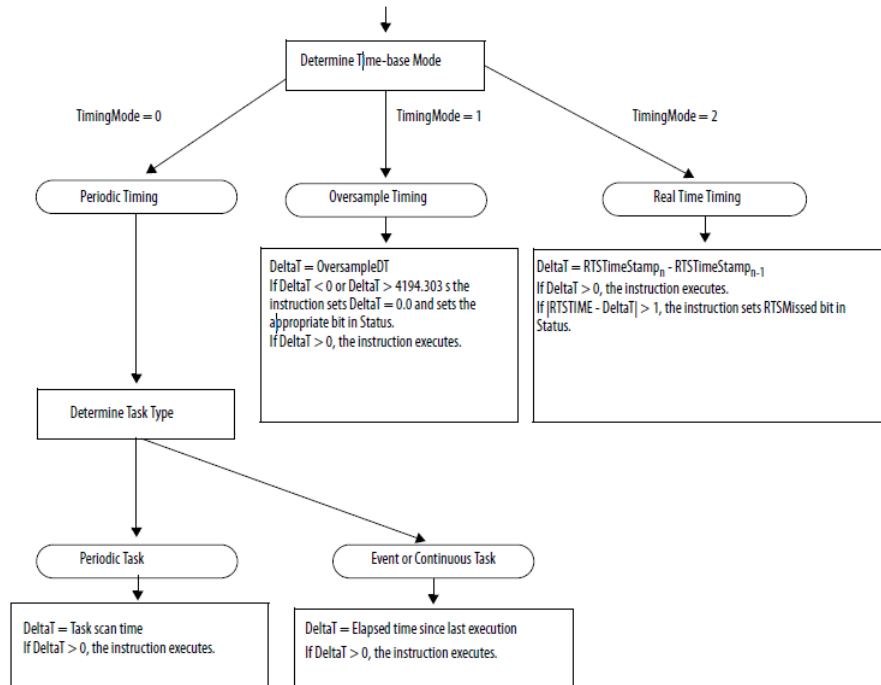 Determine Time-base Mode
TimingMode = 0
TimingMode = 1
TimingMode = 2
Periodic Timing
Oversample Timing
Real Time Timing
DeltaT = OversampleDT
If DeltaT < 0 or DeltaT > 4194.303 s the
instruction sets DeltaT = 0.0 and sets the
appropriate bit in Status.
If DeltaT > 0, the instruction executes.
DeltaT = RTSTimeStampn - RTSTimeStampn-1
If DeltaT > 0, the instruction executes.
If |RTSTIME - DeltaT| > 1, the instruction sets RTSMissed bit in
Status.
Determine Task Type
Periodic Task
Event or Continuous Task
DeltaT = Task scan time
If DeltaT > 0, the instruction executes.
DeltaT = Elapsed time since last execution
If DeltaT > 0, the instruction executes.